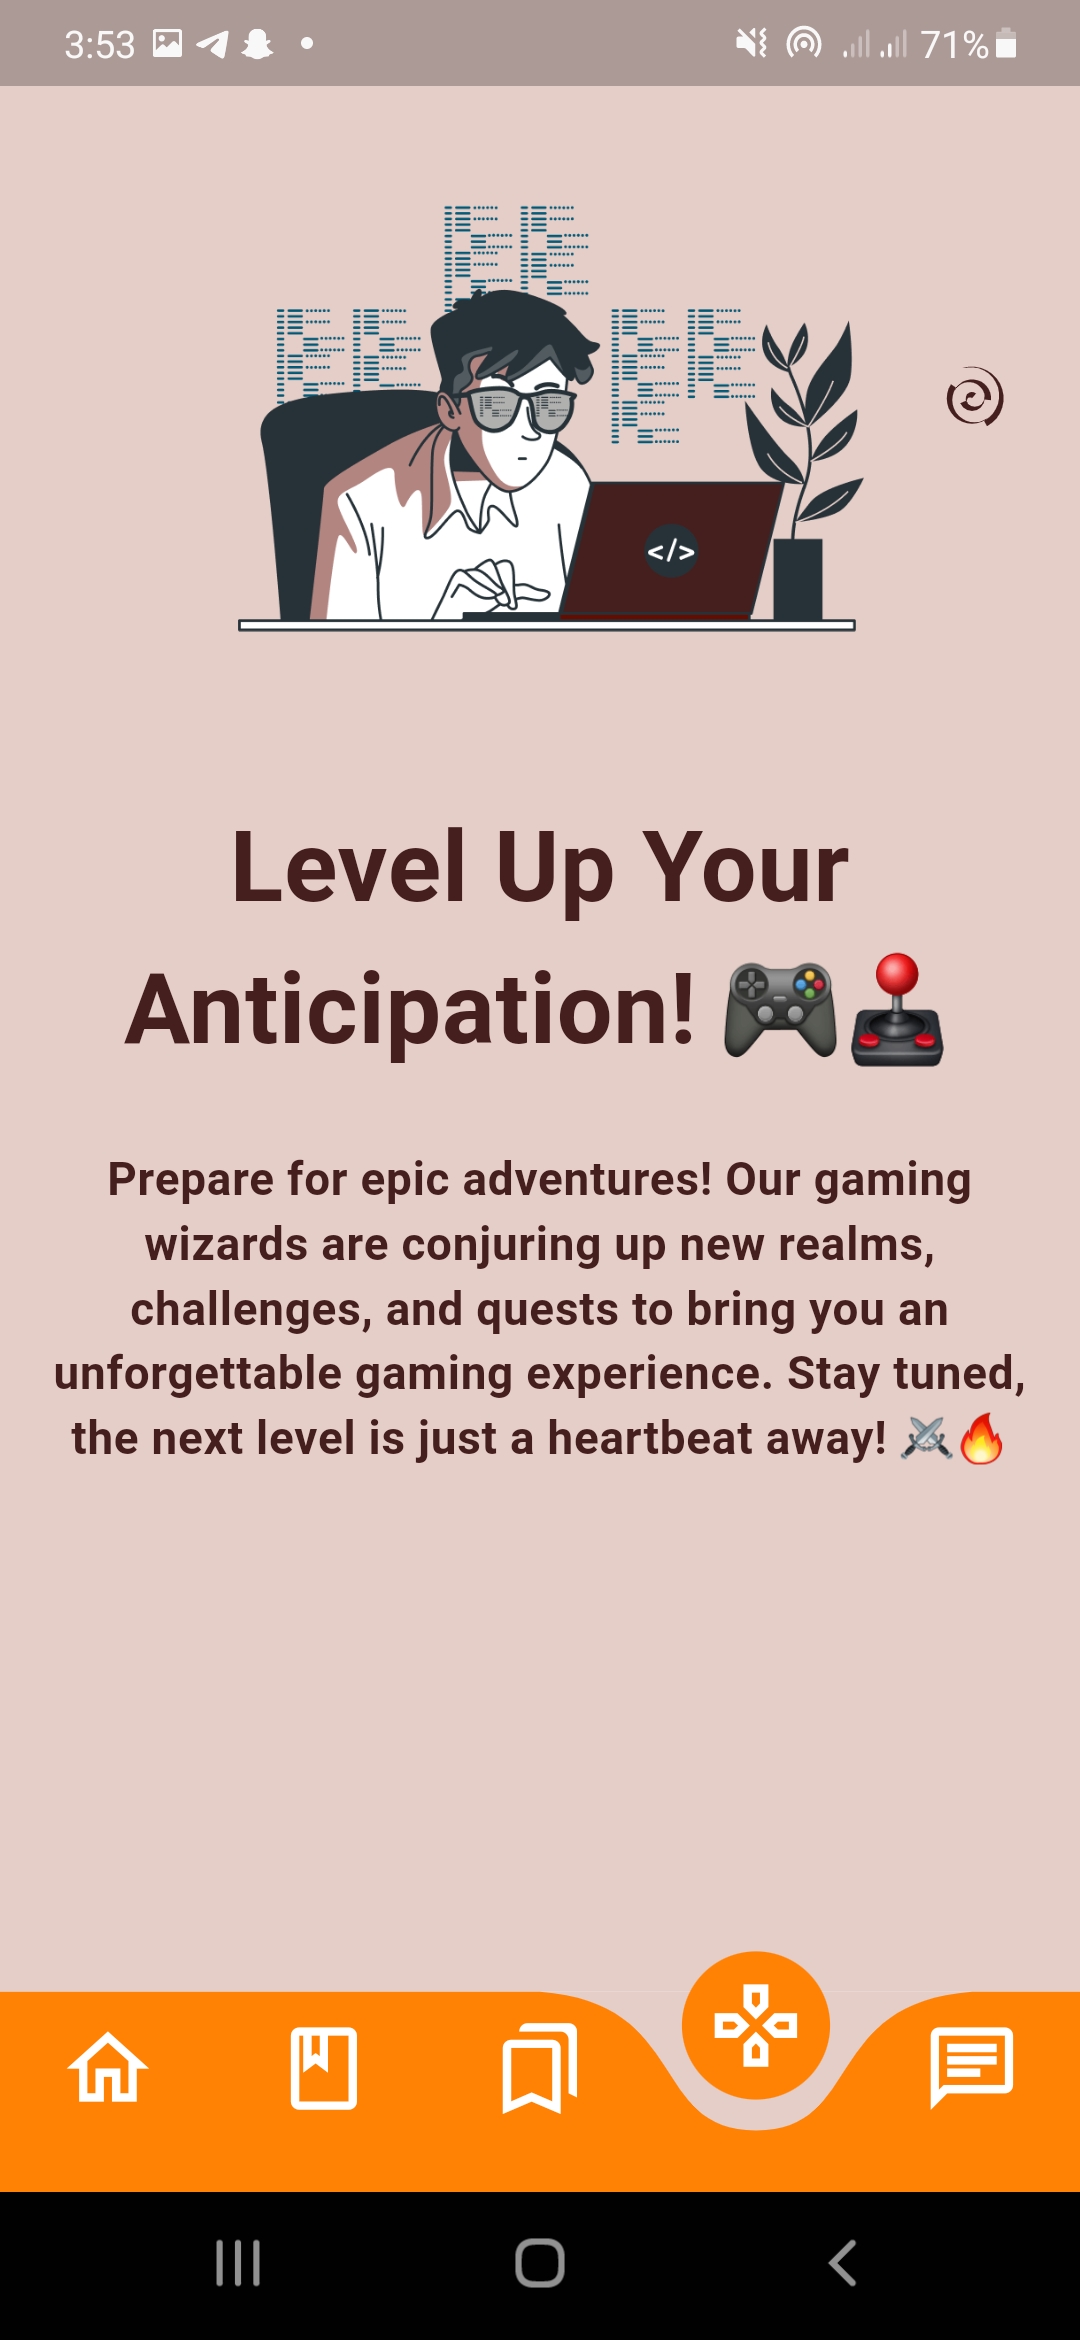 3:53
71%
</>
Level Up Your
Anticipation! 🎮🕹️
Prepare for epic adventures! Our gaming
wizards are conjuring up new realms,
challenges, and quests to bring you an
unforgettable gaming experience. Stay tuned,
the next level is just a heartbeat away! ⚔️🔥